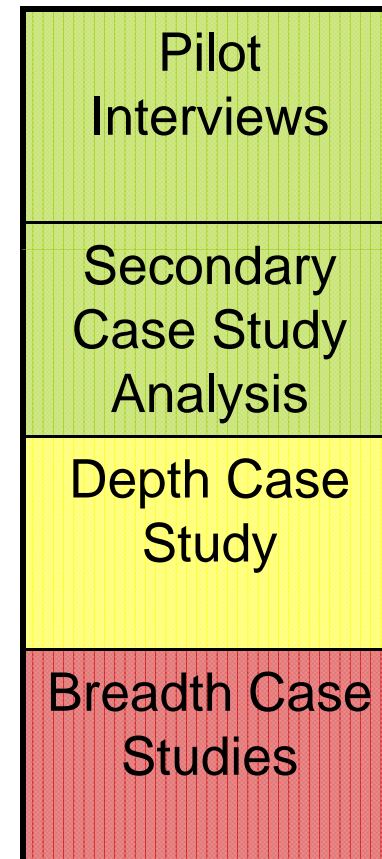 Pilot
Interviews
Secondary
Case Study
Analysis
Depth Case
Study
Breadth Case
Studies